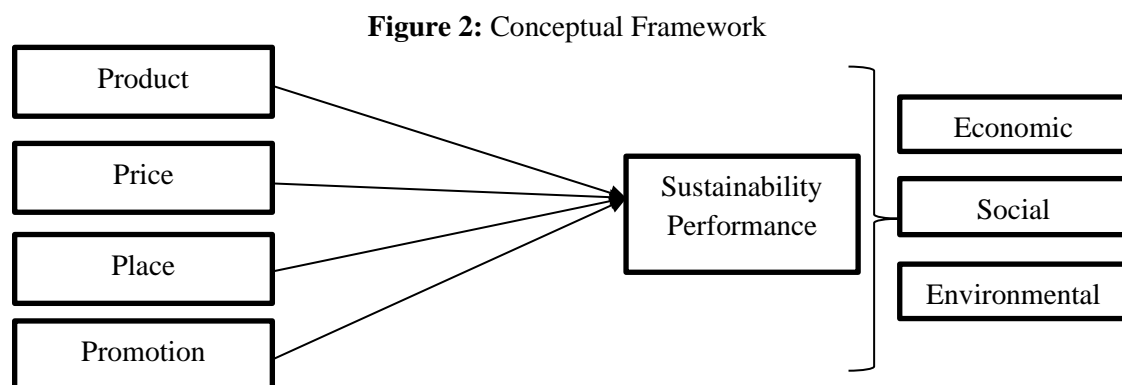 Figure 2: Conceptual Framework
Product
Price
Place
Promotion
Sustainability
Performance
Economic
Social
Environmental